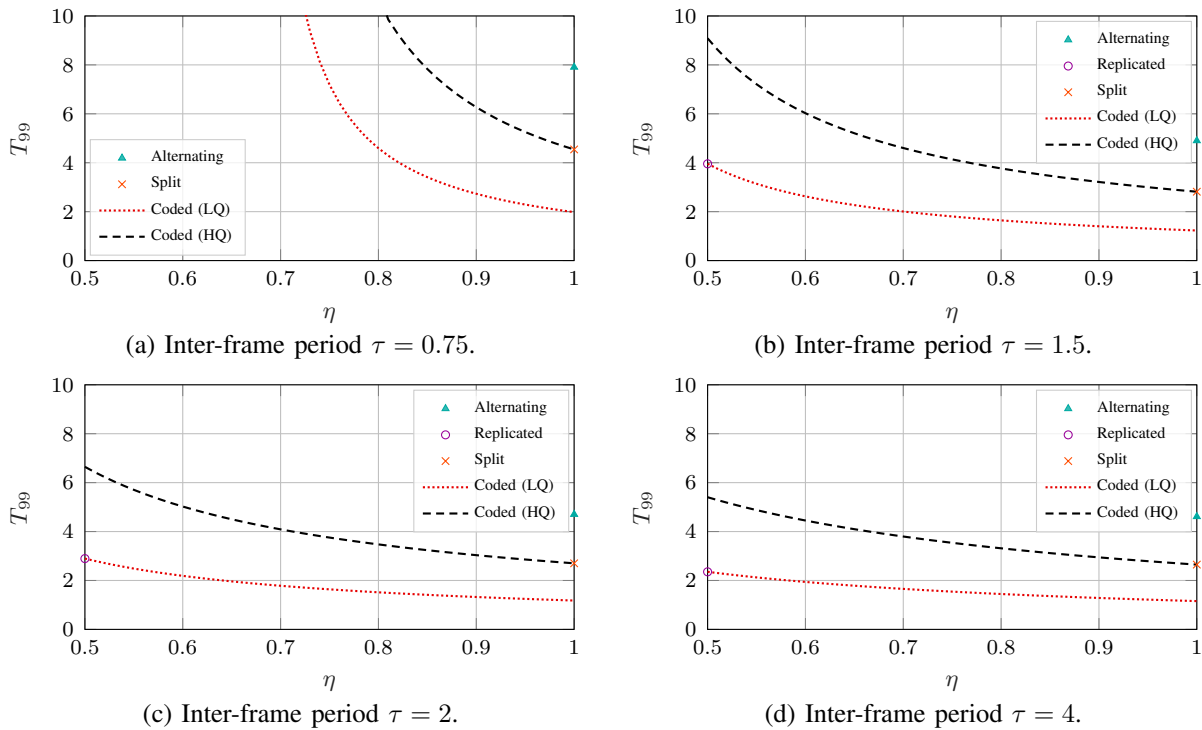 10
8
6
4
2
0
T99
Alternating
Split
Coded (LQ)
Coded (HQ)
0.5 0.6 0.7 0.8 0.9 1
η
(a) Inter-frame period τ = 0.75.
10
8
6
4
2
0
T99
Alternating
Replicated
Split
Coded (LQ)
Coded (HQ)
0.5 0.6 0.7 0.8 0.9 1
η
(b) Inter-frame period τ = 1.5.
10
8
6
4
2
0
T99
Alternating
Replicated
Split
Coded (LQ)
Coded (HQ)
0.5 0.6 0.7 0.8 0.9 1
η
(c) Inter-frame period τ = 2.
10
8
6
4
2
0
T99
Alternating
Replicated
Split
Coded (LQ)
Coded (HQ)
0.5 0.6 0.7 0.8 0.9 1
η
(d) Inter-frame period τ = 4.